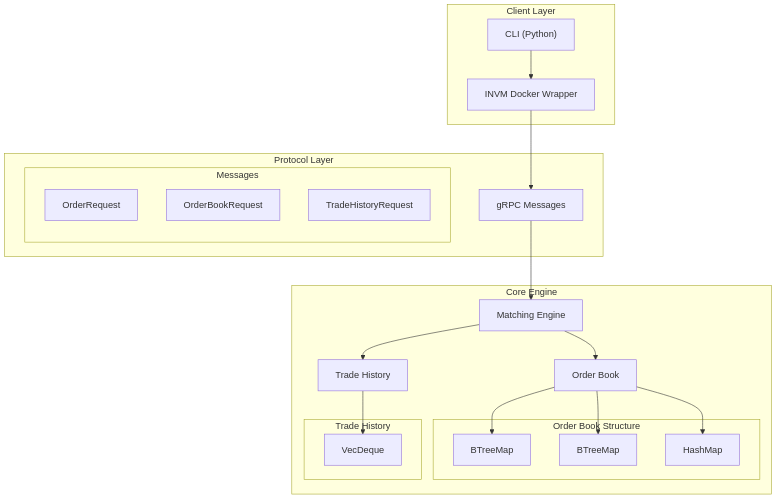 Client Layer
CLI (Python)
INVM Docker Wrapper
Protocol Layer
Messages
OrderRequest
OrderBookRequest
TradeHistoryRequest
gRPC Messages
Core Engine
Matching Engine
Trade History
Order Book
Trade History
VecDeque
Order Book Structure
BTreeMap
BTreeMap
HashMap